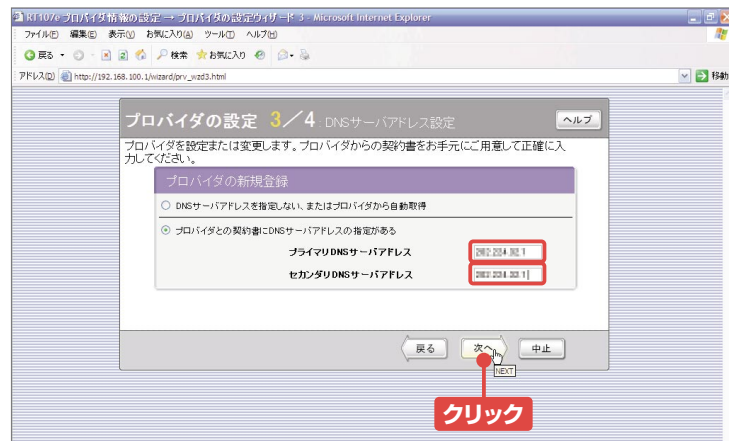 RT107e プロバイダ情報の設定 → プロバイダの設定ウィザード 3 - Microsoft Internet Explorer
ファイル(F) 編集(E) 表示(V) お気に入り(A) ツール(T) ヘルプ(H)
戻る 検索 お気に入り
アドレス(D) http://192.168.100.1/wizard/prv_wzd3.html 移動
プロバイダの設定 3／4 DNSサーバアドレス設定 ヘルプ
プロバイダを設定または変更します。プロバイダからの契約書をお手元にご用意して正確に入
力してください。
プロバイダの新規登録
DNSサーバアドレスを指定しない、またはプロバイダから自動取得
プロバイダとの契約書にDNSサーバアドレスの指定がある
プライマリDNSサーバアドレス
セカンダリDNSサーバアドレス
戻る 次へ 中止
NEXT
クリック